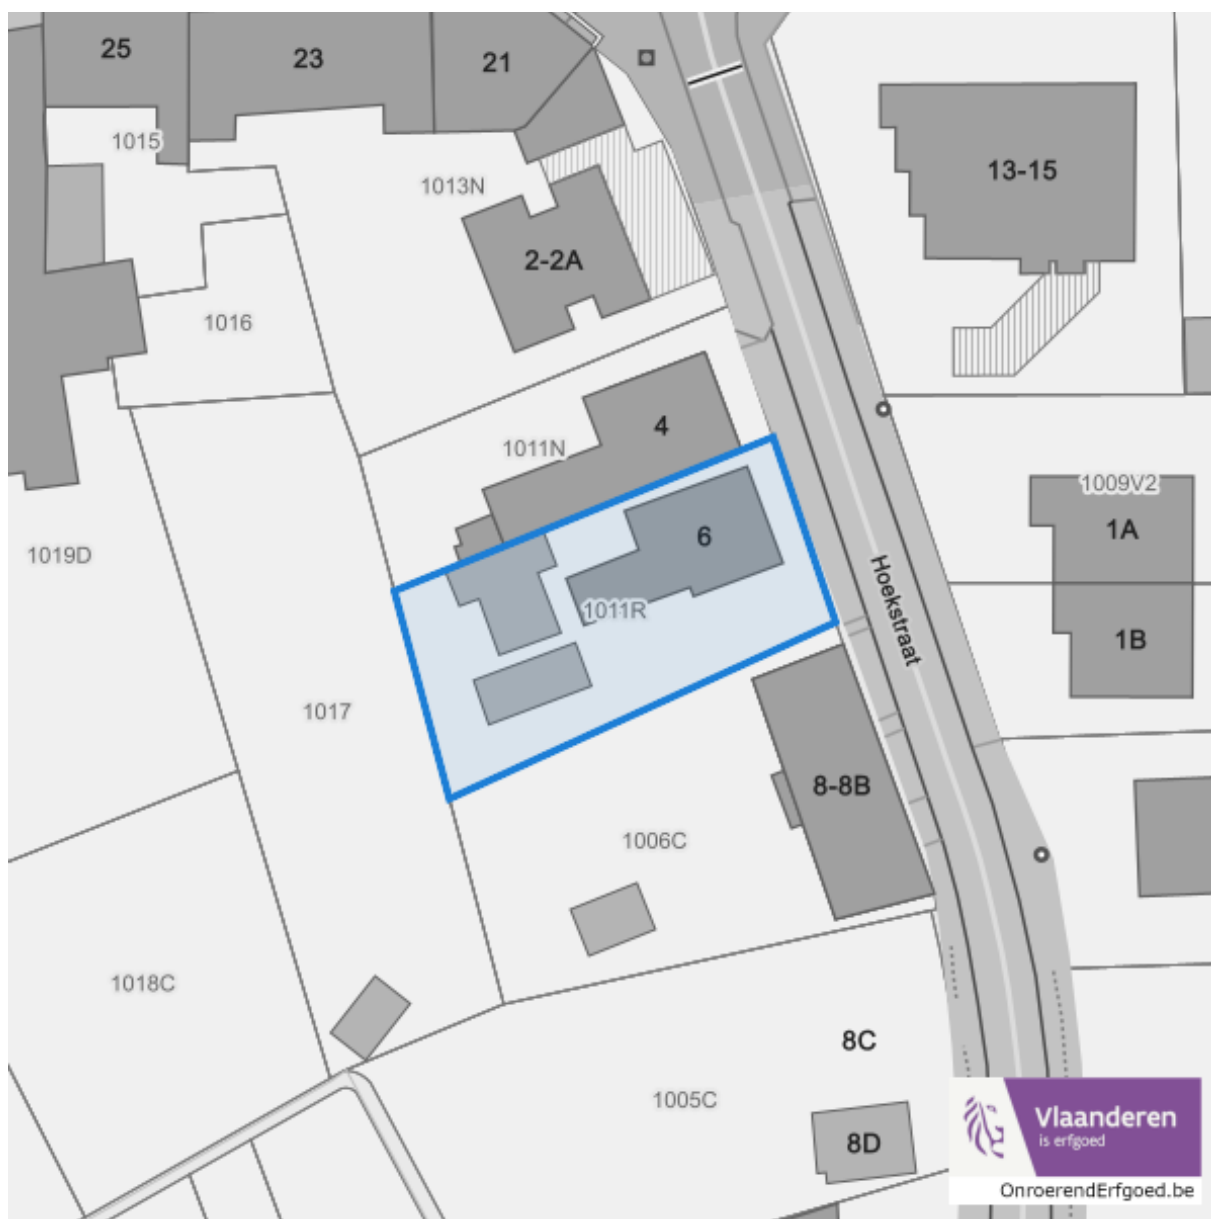 25
23
21
1015
1013N
13-15
2-2A
1016
4
1011N
1009V2
1A
6
1019D
Hoekstraat
1011R
1B
1017
8-8B
1006C
1018C
8C
1005C
8D
Vlaanderen
is erfgoed
OnroerendErfgoed.be